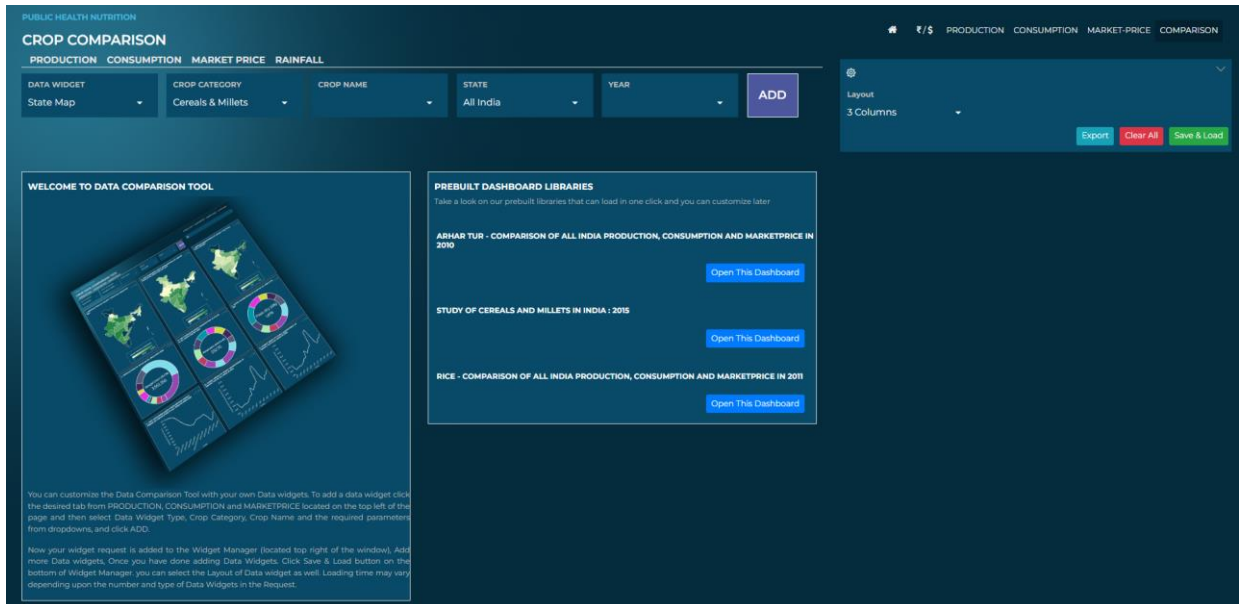 PUBLIC HEALTH NUTRITION
CROP COMPARISON
₹/$ PRODUCTION CONSUMPTION MARKET-PRICE COMPARISON
PRODUCTION CONSUMPTION MARKET PRICE RAINFALL
DATA WIDGET
State Map
CROP CATEGORY
Cereals & Millets
CROP NAME
STATE
All India
YEAR
ADD
Layout
3 Columns
Export Clear All Save & Load
WELCOME TO DATA COMPARISON TOOL
You can customize the Data Comparison Tool with your own Data widgets. To add a data widget click
the desired tab from PRODUCTION, CONSUMPTION and MARKETPRICE located on the top left of the
page and then select Data Widget Type, Crop Category, Crop Name and the required parameters
from dropdowns, and click ADD.
Now your widget request is added to the Widget Manager (located top right of the window), Add
more Data widgets, Once you have done adding Data Widgets. Click Save & Load button on the
bottom of Widget Manager. you can select the Layout of Data widget as well. Loading time may vary
depending upon the number and type of Data Widgets in the Request.
PREBUILT DASHBOARD LIBRARIES
Take a look on our prebuilt libraries that can load in one click and you can customize later
ARHAR TUR - COMPARISON OF ALL INDIA PRODUCTION, CONSUMPTION AND MARKETPRICE IN
2010
Open This Dashboard
STUDY OF CEREALS AND MILLETS IN INDIA : 2015
Open This Dashboard
RICE - COMPARISON OF ALL INDIA PRODUCTION, CONSUMPTION AND MARKETPRICE IN 2011
Open This Dashboard